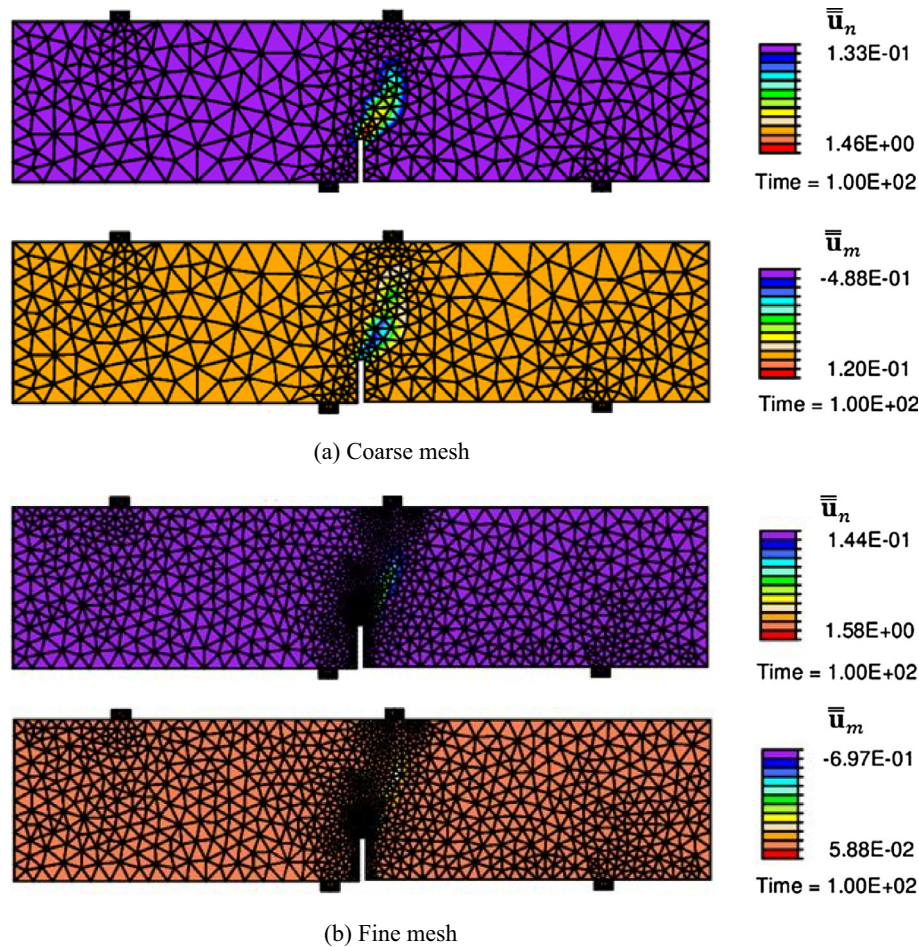 u̿ₙ
1.33E-01
1.46E+00
Time = 1.00E+02
u̿ₘ
-4.88E-01
1.20E-01
Time = 1.00E+02
(a) Coarse mesh
u̿ₙ
1.44E-01
1.58E+00
Time = 1.00E+02
u̿ₘ
-6.97E-01
5.88E-02
Time = 1.00E+02
(b) Fine mesh